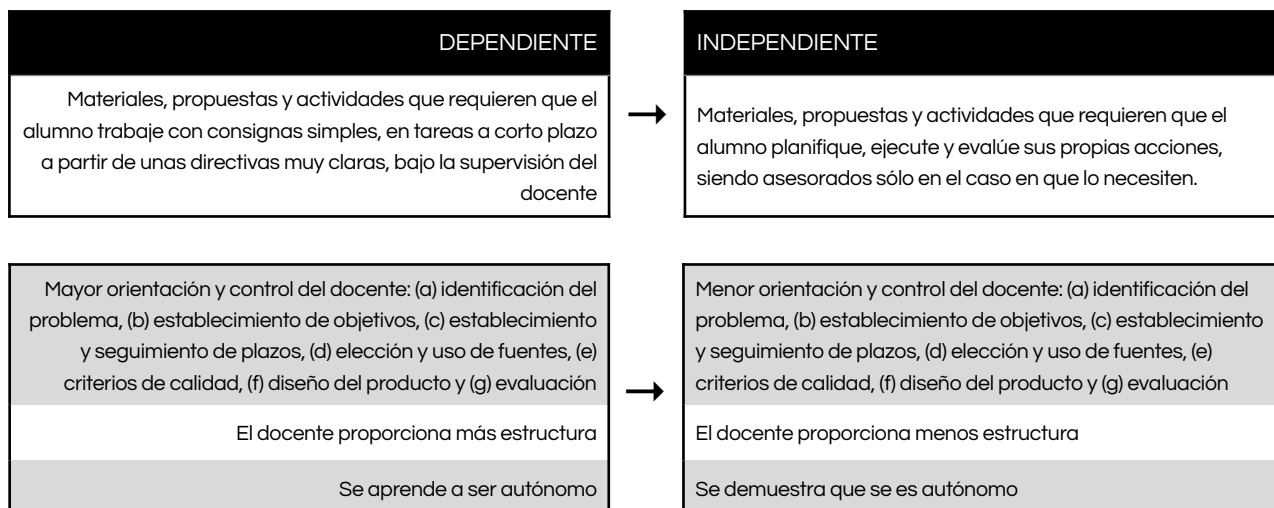 DEPENDIENTE
Materiales, propuestas y actividades que requieren que el
alumno trabaje con consignas simples, en tareas a corto plazo
a partir de unas directivas muy claras, bajo la supervisión del
docente
→
INDEPENDIENTE
Materiales, propuestas y actividades que requieren que el
alumno planifique, ejecute y evalúe sus propias acciones,
siendo asesorados sólo en el caso en que lo necesiten.
Mayor orientación y control del docente: (a) identificación del
problema, (b) establecimiento de objetivos, (c) establecimiento
y seguimiento de plazos, (d) elección y uso de fuentes, (e)
criterios de calidad, (f) diseño del producto y (g) evaluación
El docente proporciona más estructura
Se aprende a ser autónomo
→
Menor orientación y control del docente: (a) identificación del
problema, (b) establecimiento de objetivos, (c) establecimiento
y seguimiento de plazos, (d) elección y uso de fuentes, (e)
criterios de calidad, (f) diseño del producto y (g) evaluación
El docente proporciona menos estructura
Se demuestra que se es autónomo